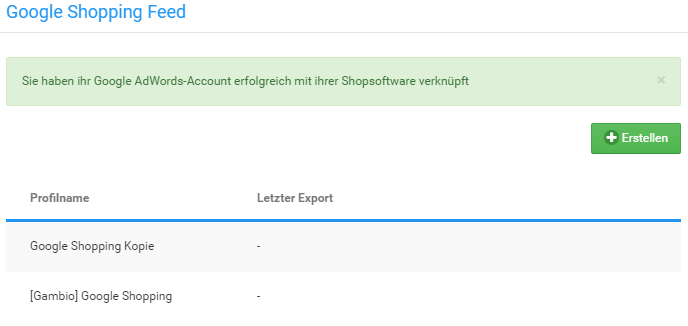 Google Shopping Feed
Sie haben ihr Google AdWords-Account erfolgreich mit ihrer Shopsoftware verknüpft ×
Erstellen
Profilname Letzter Export
Google Shopping Kopie -
[Gambio] Google Shopping -